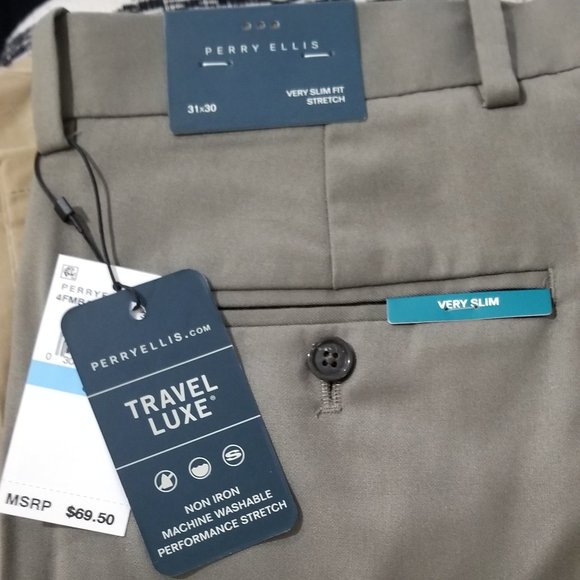 PERRY ELLIS
31x30
VERY SLIM FIT
STRETCH
VERY SLIM
4FMB
MSRP $69.50
PERRYELLIS.COM
TRAVEL
LUXE®
S
NON IRON
MACHINE WASHABLE
PERFORMANCE STRETCH